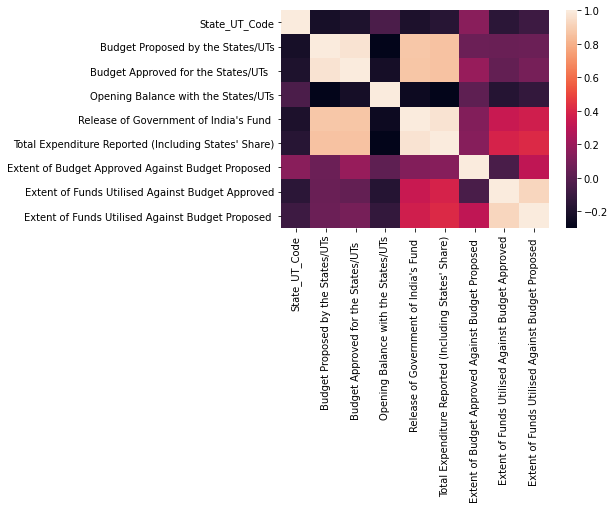 State_UT_Code
Budget Proposed by the States/UTs
Budget Approved for the States/UTs
Opening Balance with the States/UTs
Release of Government of India's Fund
Total Expenditure Reported (Including States' Share)
Extent of Budget Approved Against Budget Proposed
Extent of Funds Utilised Against Budget Approved
Extent of Funds Utilised Against Budget Proposed
State_UT_Code
Budget Proposed by the States/UTs
Budget Approved for the States/UTs
Opening Balance with the States/UTs
Release of Government of India's Fund
Total Expenditure Reported (Including States' Share)
Extent of Budget Approved Against Budget Proposed
Extent of Funds Utilised Against Budget Approved
Extent of Funds Utilised Against Budget Proposed
1.0
0.8
0.6
0.4
0.2
0.0
−0.2